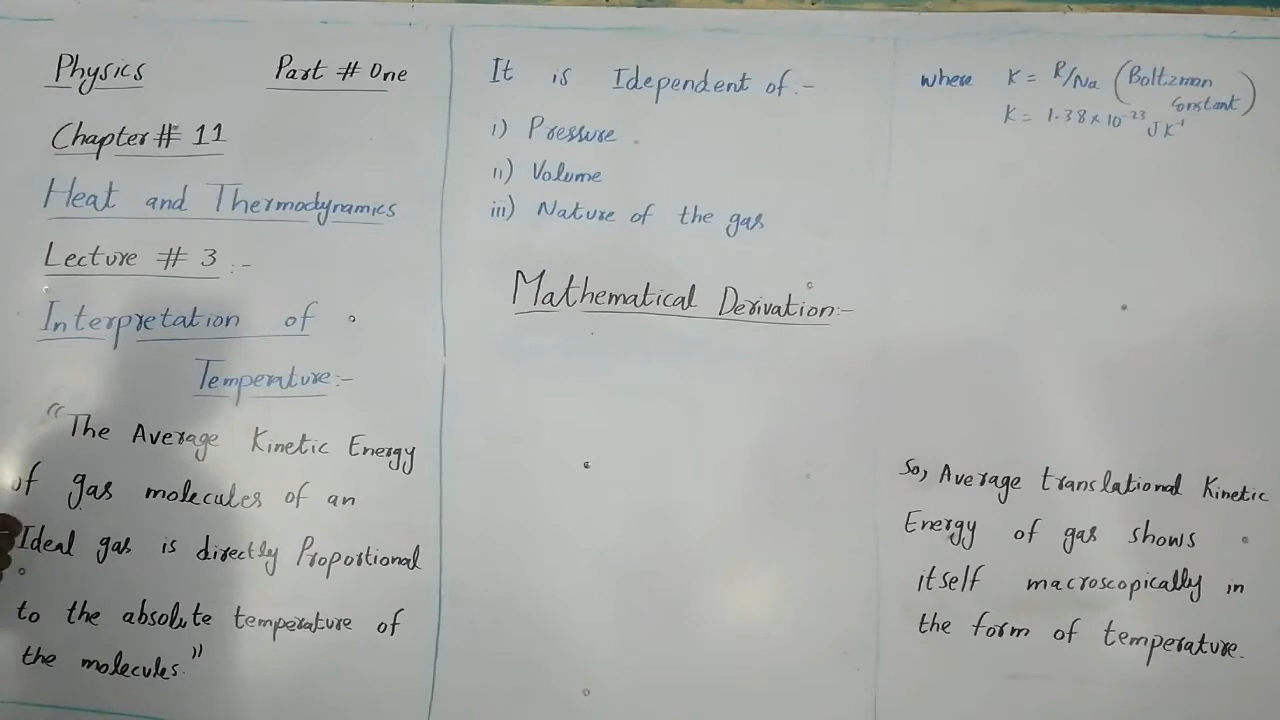 Physics Part # One
Chapter # 11
Heat and Thermodynamics
Lecture # 3 :-
Interpretation of
Temperature:-
"The Average Kinetic Energy
of gas molecules of an
Ideal gas is directly Proportional
to the absolute temperature of
the molecules."
It is Idependent of:-
i) Pressure.
ii) Volume
iii) Nature of the gas
Mathematical Derivation:-
where K = R/Na (Boltzman
Constant)
K = 1.38 x 10⁻²³ JK⁻¹
So, Average translational Kinetic
Energy of gas shows
itself macroscopically in
the form of temperature.